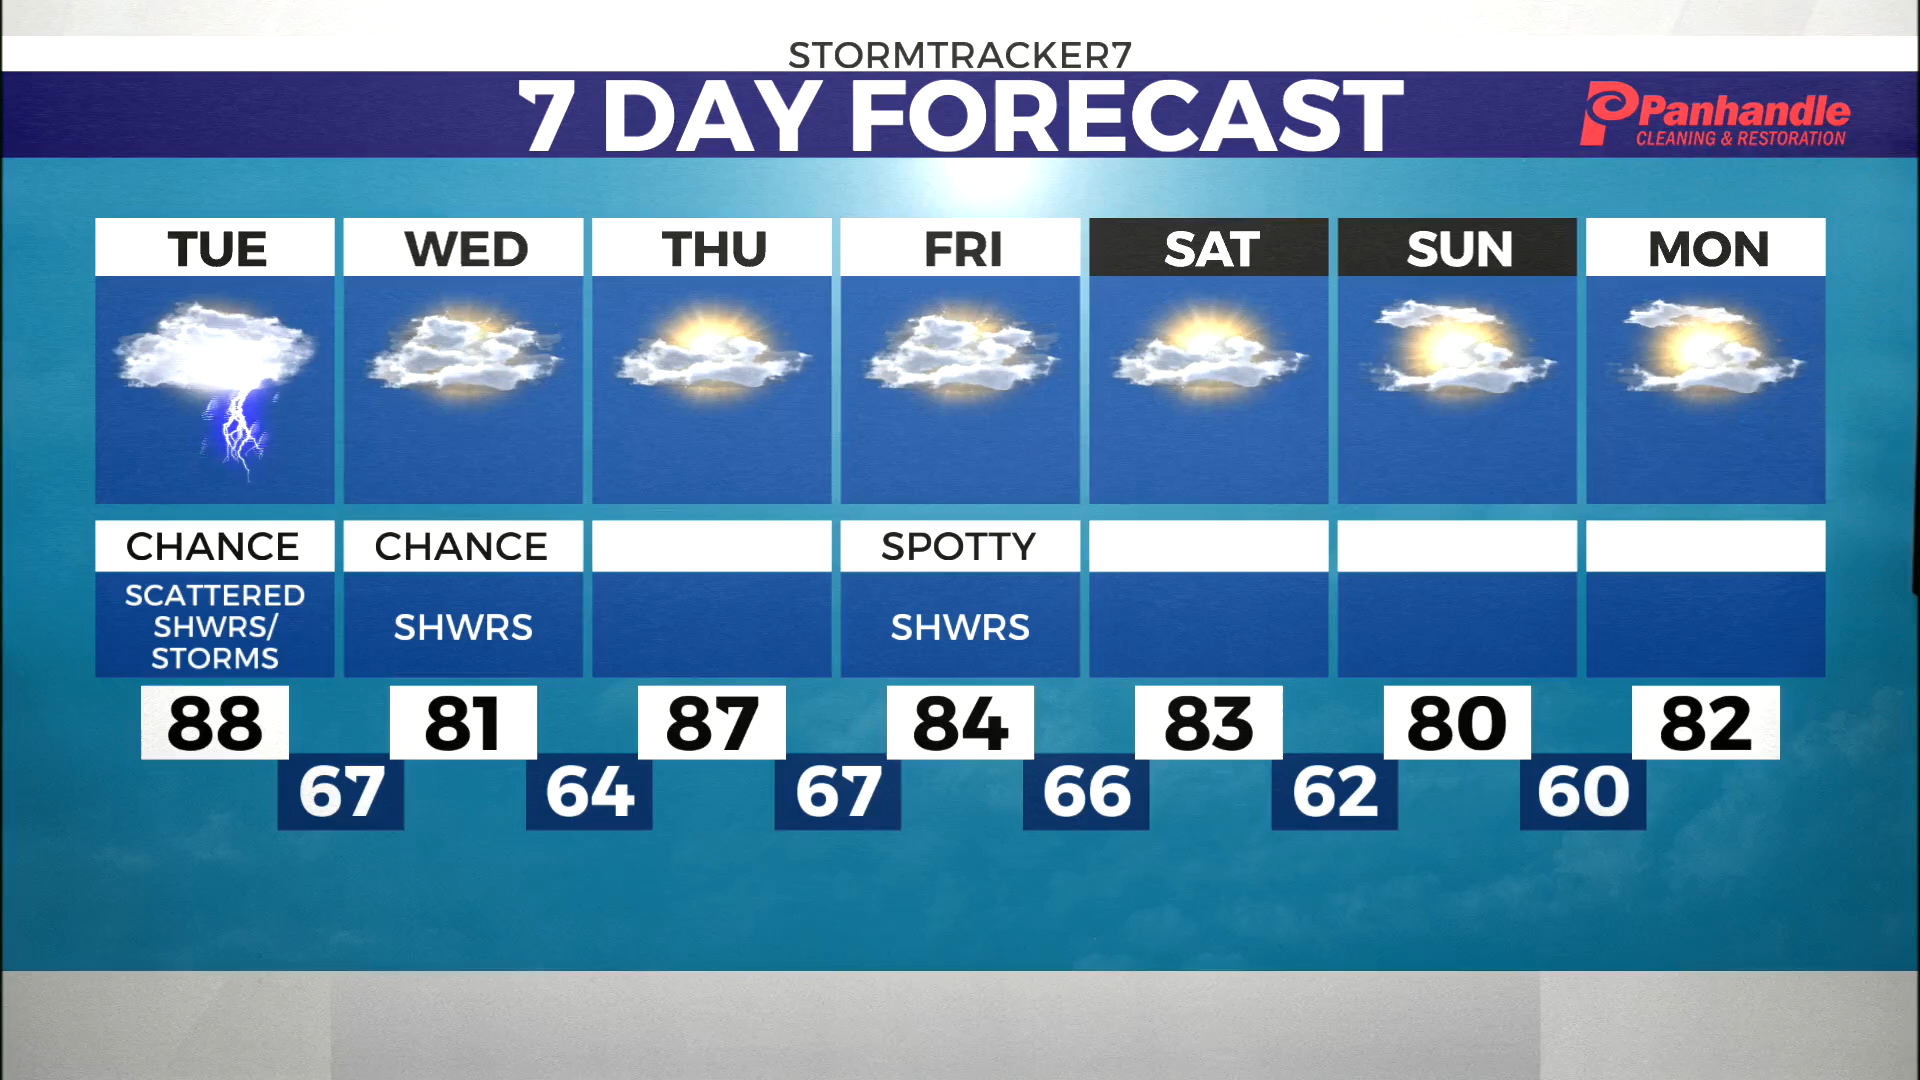 STORMTRACKER7
7 DAY FORECAST
Panhandle
CLEANING & RESTORATION
TUE WED THU FRI SAT SUN MON
CHANCE CHANCE SPOTTY
SCATTERED
SHWRS/
STORMS
SHWRS
SHWRS
88 81 87 84 83 80 82
67 64 67 66 62 60